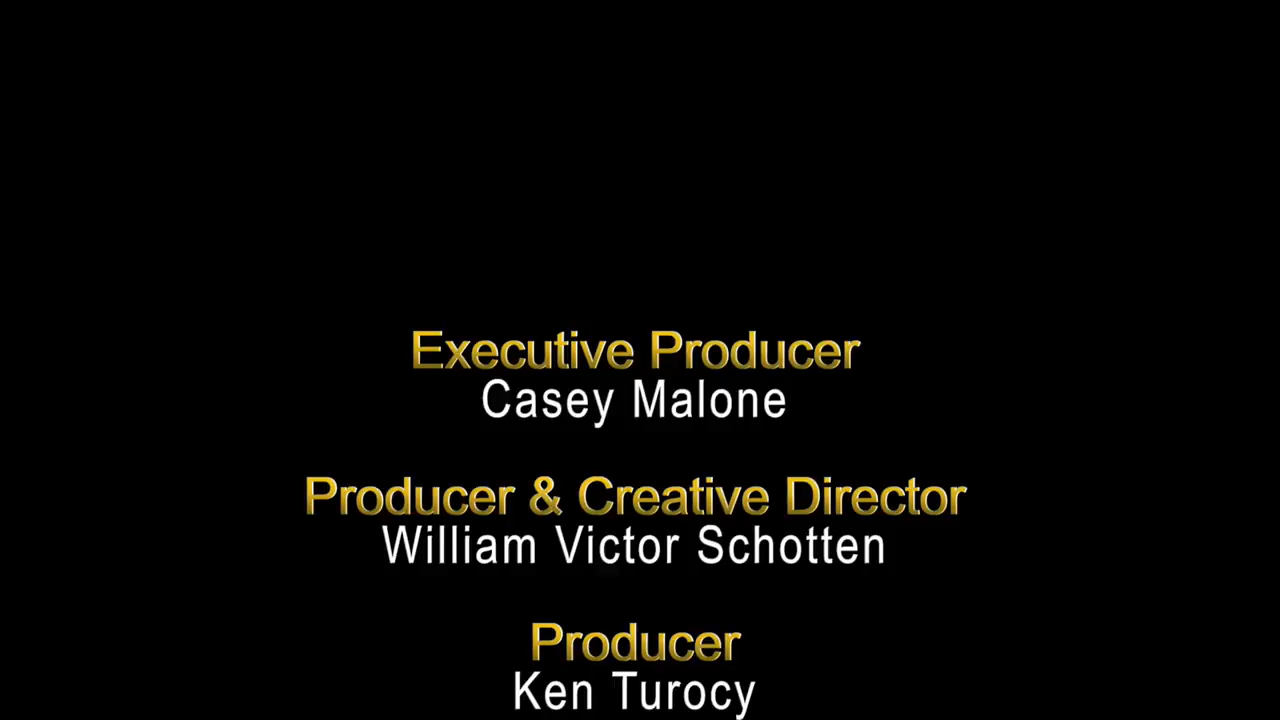 Executive Producer
Casey Malone
Producer & Creative Director
William Victor Schotten
Producer
Ken Turocy